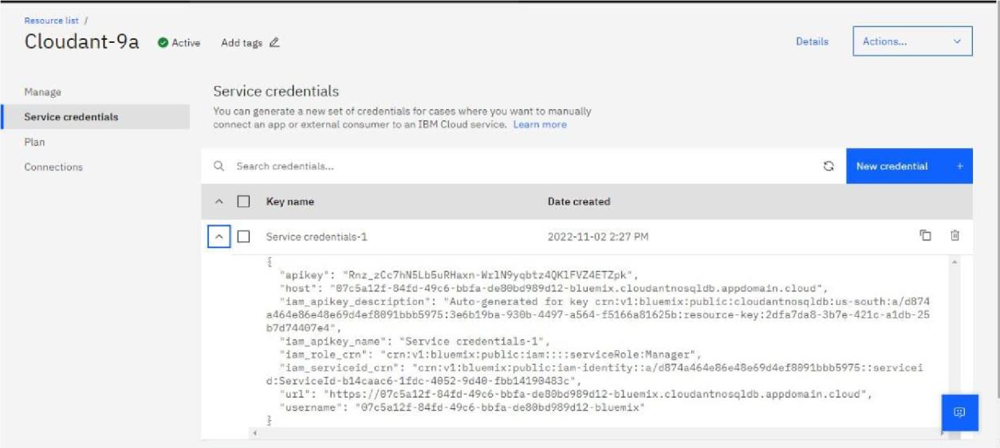 Resource list /
Cloudant-9a Active Add tags Details Actions...
Manage
Service credentials
Plan
Connections
Service credentials
You can generate a new set of credentials for cases where you want to manually
connect an app or external consumer to an IBM Cloud service. Learn more
Search credentials... New credential +
Key name Date created
Service credentials-1 2022-11-02 2:27 PM
{
"apikey": "Rnz_zCc7hN5Lb5uRHaxn-WrlN9yqbtz4QKlFVZ4ETZpk",
"host": "07c5a12f-84fd-49c6-bbfa-de80bd989d12-bluemix.cloudantnosqldb.appdomain.cloud",
"iam_apikey_description": "Auto-generated for key crn:v1:bluemix:public:cloudantnosqldb:us-south:a/d874
a464e86e48e69d4ef8091bbb5975:3e6b19ba-930b-4497-a564-f5166a81625b:resource-key:2dfa7da8-3b7e-421c-a1db-25
b7d74407e4",
"iam_apikey_name": "Service credentials-1",
"iam_role_crn": "crn:v1:bluemix:public:iam::::serviceRole:Manager",
"iam_serviceid_crn": "crn:v1:bluemix:public:iam-identity::a/d874a464e86e48e69d4ef8091bbb5975::servicei
d:ServiceId-b14caac6-1fdc-4052-9d40-fbb14190483c",
"url": "https://07c5a12f-84fd-49c6-bbfa-de80bd989d12-bluemix.cloudantnosqldb.appdomain.cloud",
"username": "07c5a12f-84fd-49c6-bbfa-de80bd989d12-bluemix"
}